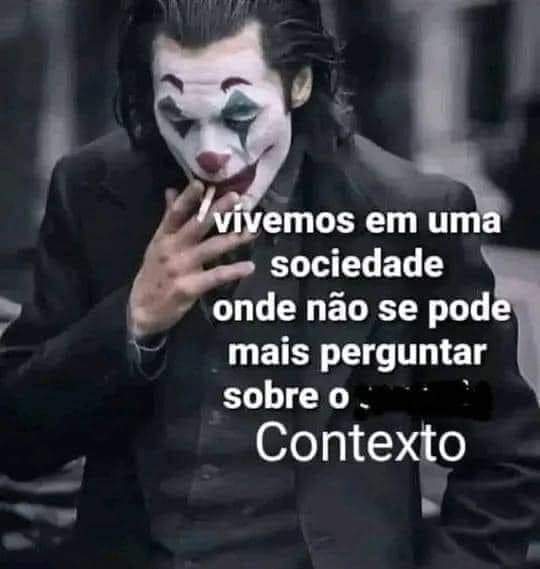 vivemos em uma
sociedade
onde não se pode
mais perguntar
sobre o
Contexto